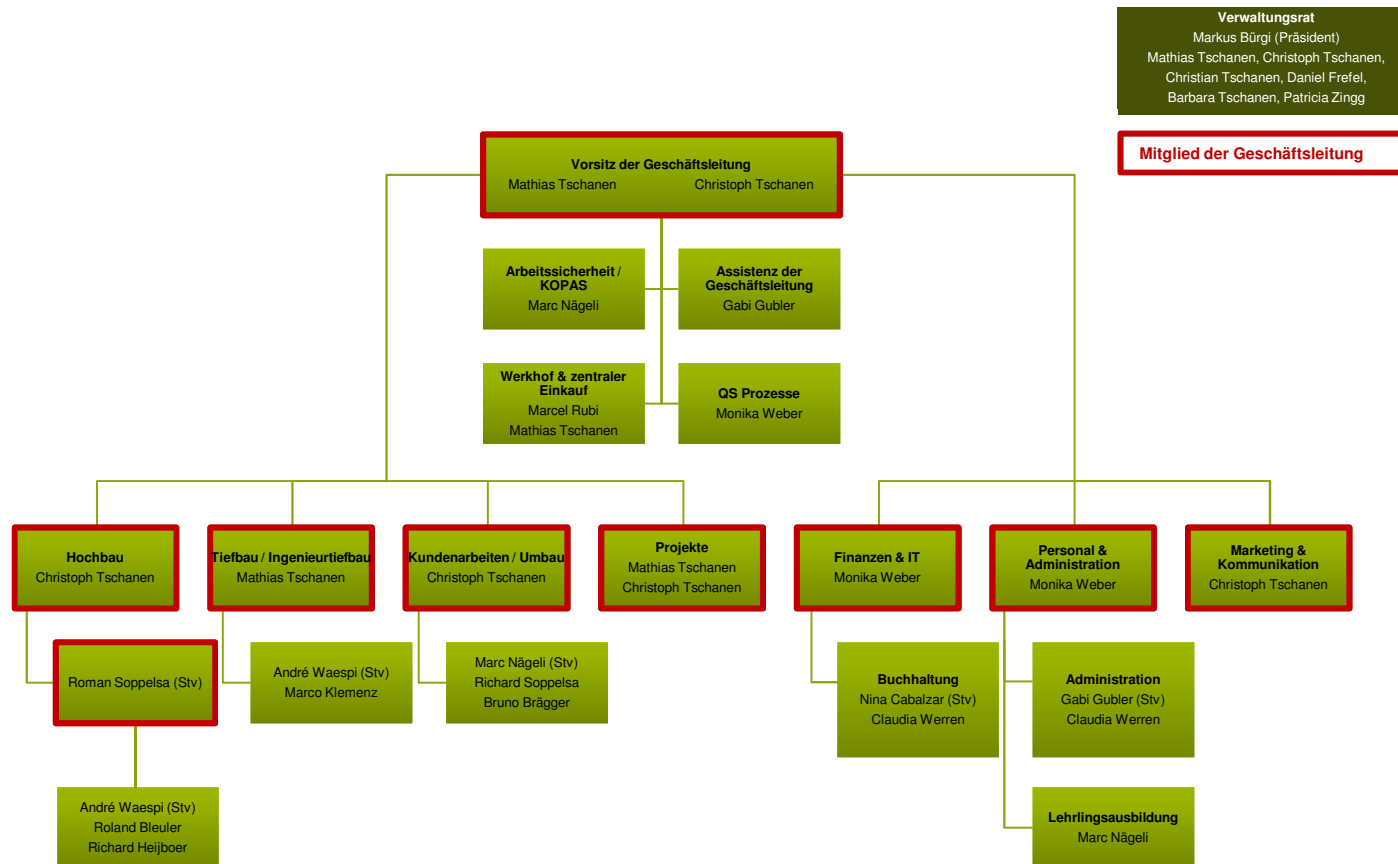 Verwaltungsrat
Markus Bürgi (Präsident)
Mathias Tschanen, Christoph Tschanen,
Christian Tschanen, Daniel Frefel,
Barbara Tschanen, Patricia Zingg
Mitglied der Geschäftsleitung
Vorsitz der Geschäftsleitung
Mathias Tschanen Christoph Tschanen
Arbeitssicherheit /
KOPAS
Marc Nägeli
Assistenz der
Geschäftsleitung
Gabi Gubler
Werkhof & zentraler
Einkauf
Marcel Rubi
Mathias Tschanen
QS Prozesse
Monika Weber
Hochbau
Christoph Tschanen
Tiefbau / Ingenieurtiefbau
Mathias Tschanen
Kundenarbeiten / Umbau
Christoph Tschanen
Projekte
Mathias Tschanen
Christoph Tschanen
Finanzen & IT
Monika Weber
Personal &
Administration
Monika Weber
Marketing &
Kommunikation
Christoph Tschanen
Roman Soppelsa (Stv)
André Waespi (Stv)
Marco Klemenz
Marc Nägeli (Stv)
Richard Soppelsa
Bruno Brägger
Buchhaltung
Nina Cabalzar (Stv)
Claudia Werren
Administration
Gabi Gubler (Stv)
Claudia Werren
André Waespi (Stv)
Roland Bleuler
Richard Heijboer
Lehrlingsausbildung
Marc Nägeli